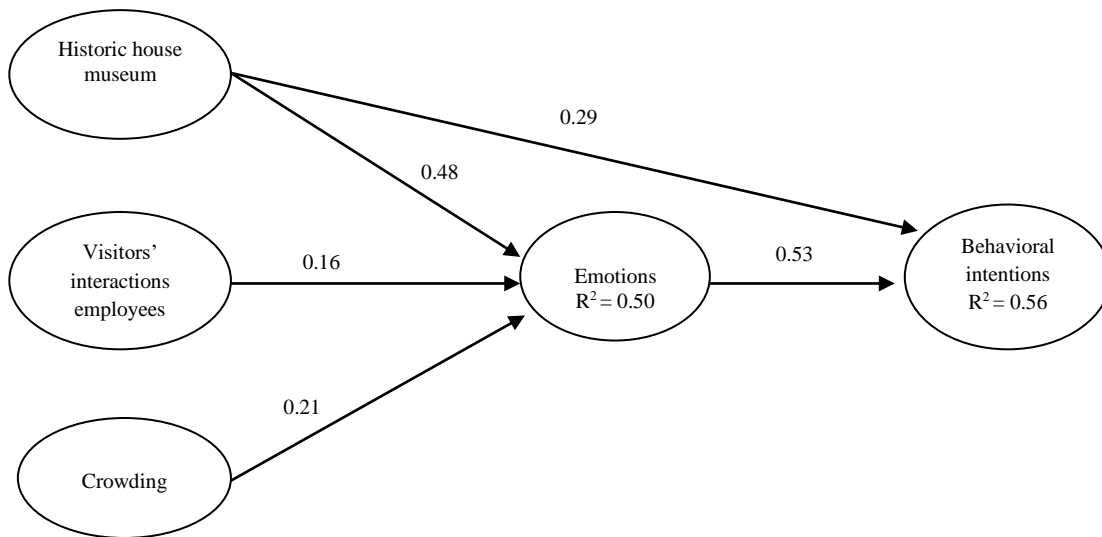 Historic house
museum
0.29
0.48
Visitors’
interactions
employees
0.16
Emotions
R² = 0.50
0.53
Behavioral
intentions
R² = 0.56
0.21
Crowding